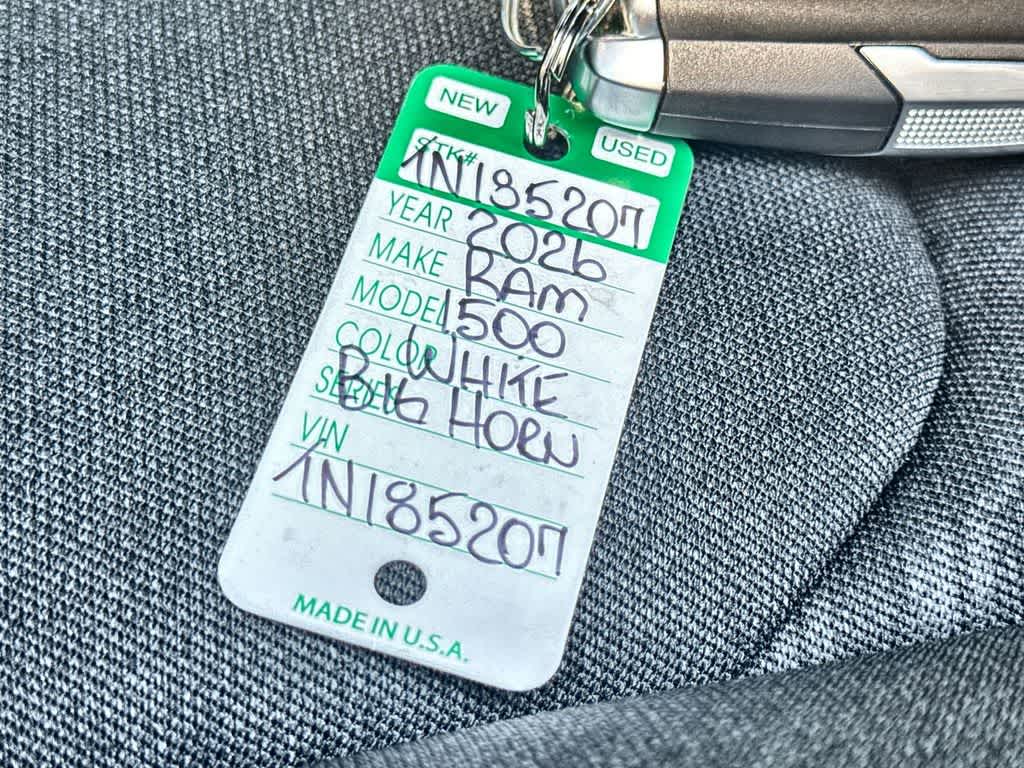 NEW
USED
STK# 1N185207
YEAR 2026
MAKE RAM
MODEL 1500
COLOR WHITE
SERIES BIG HORN
VIN
1N185207
MADE IN U.S.A.